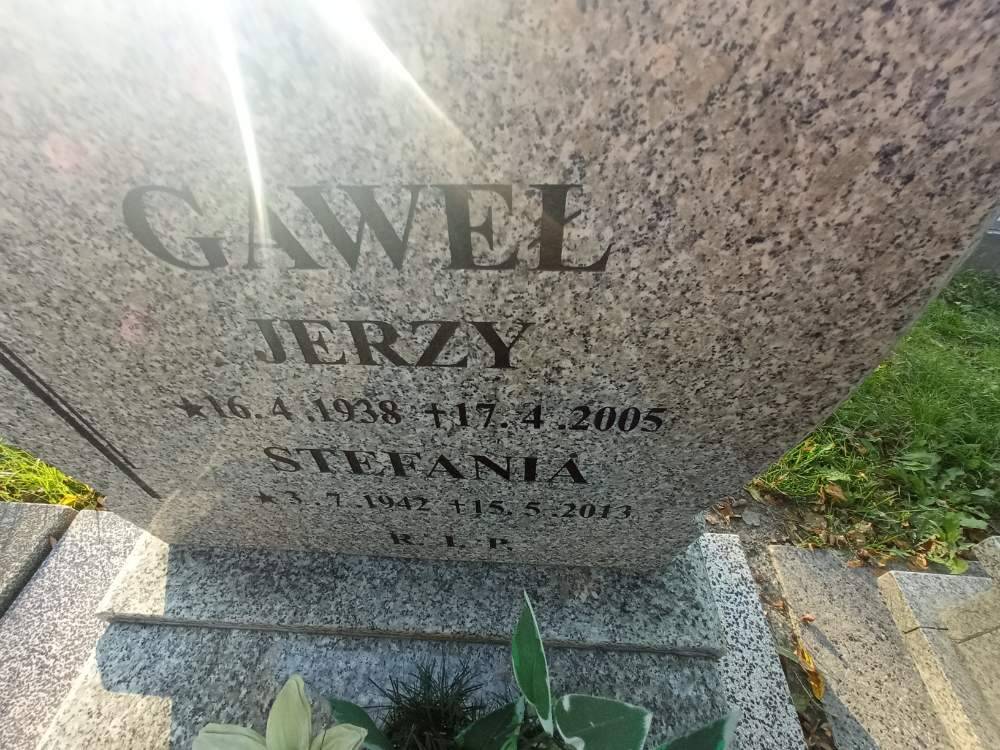 GAWEŁ
JERZY
★16.4.1938 †17.4.2005
STEFANIA
★3.7.1942 †15.5.2013
R.I.P.